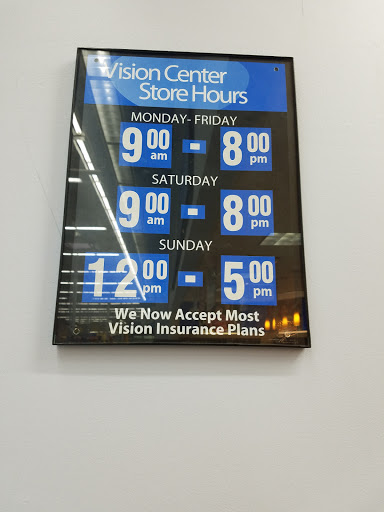 Vision Center
Store Hours
MONDAY- FRIDAY
9 00 am - 8 00 pm
SATURDAY
9 00 am - 8 00 pm
SUNDAY
12 00 pm - 5 00 pm
We Now Accept Most
Vision Insurance Plans